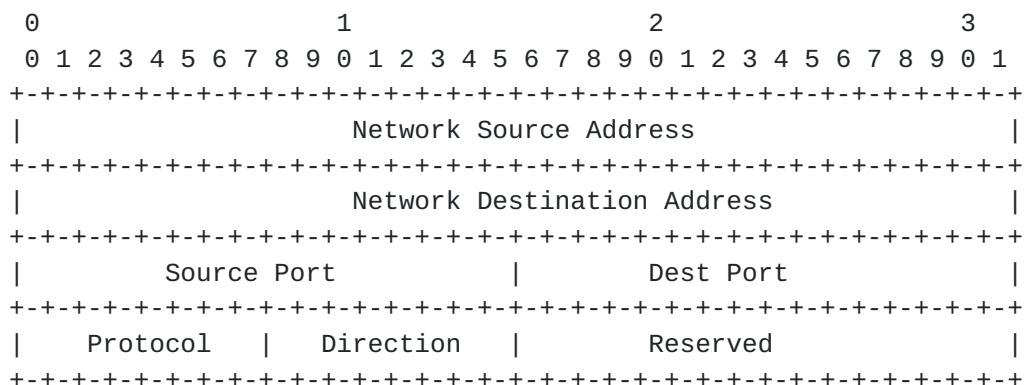 0                   1                   2                   3
 0 1 2 3 4 5 6 7 8 9 0 1 2 3 4 5 6 7 8 9 0 1 2 3 4 5 6 7 8 9 0 1
+-+-+-+-+-+-+-+-+-+-+-+-+-+-+-+-+-+-+-+-+-+-+-+-+-+-+-+-+-+-+-+-+
|                     Network Source Address                    |
+-+-+-+-+-+-+-+-+-+-+-+-+-+-+-+-+-+-+-+-+-+-+-+-+-+-+-+-+-+-+-+-+
|                     Network Destination Address               |
+-+-+-+-+-+-+-+-+-+-+-+-+-+-+-+-+-+-+-+-+-+-+-+-+-+-+-+-+-+-+-+-+
|         Source Port           |        Dest Port              |
+-+-+-+-+-+-+-+-+-+-+-+-+-+-+-+-+-+-+-+-+-+-+-+-+-+-+-+-+-+-+-+-+
|    Protocol   |   Direction   |        Reserved               |
+-+-+-+-+-+-+-+-+-+-+-+-+-+-+-+-+-+-+-+-+-+-+-+-+-+-+-+-+-+-+-+-+